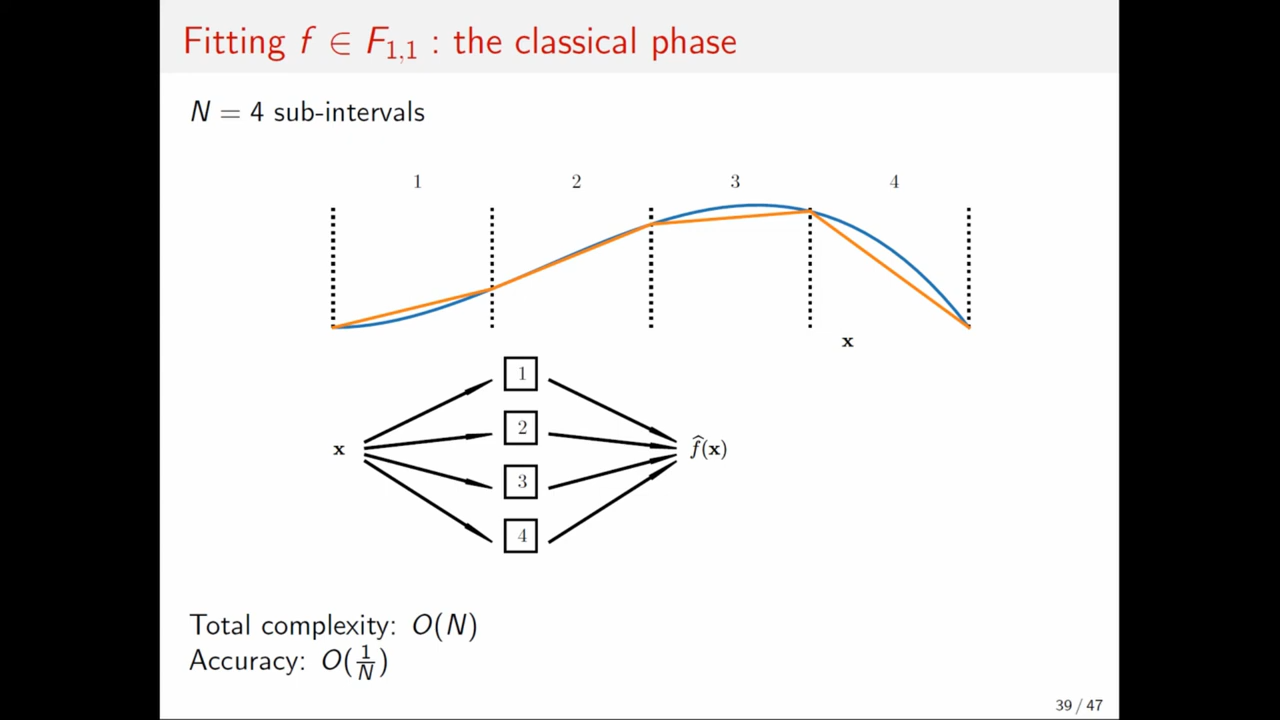 Fitting f ∈ F₁,₁ : the classical phase
N = 4 sub-intervals
1 2 3 4
x
1
2
x f̂(x)
3
4
Total complexity: O(N)
Accuracy: O(1/N)
39 / 47